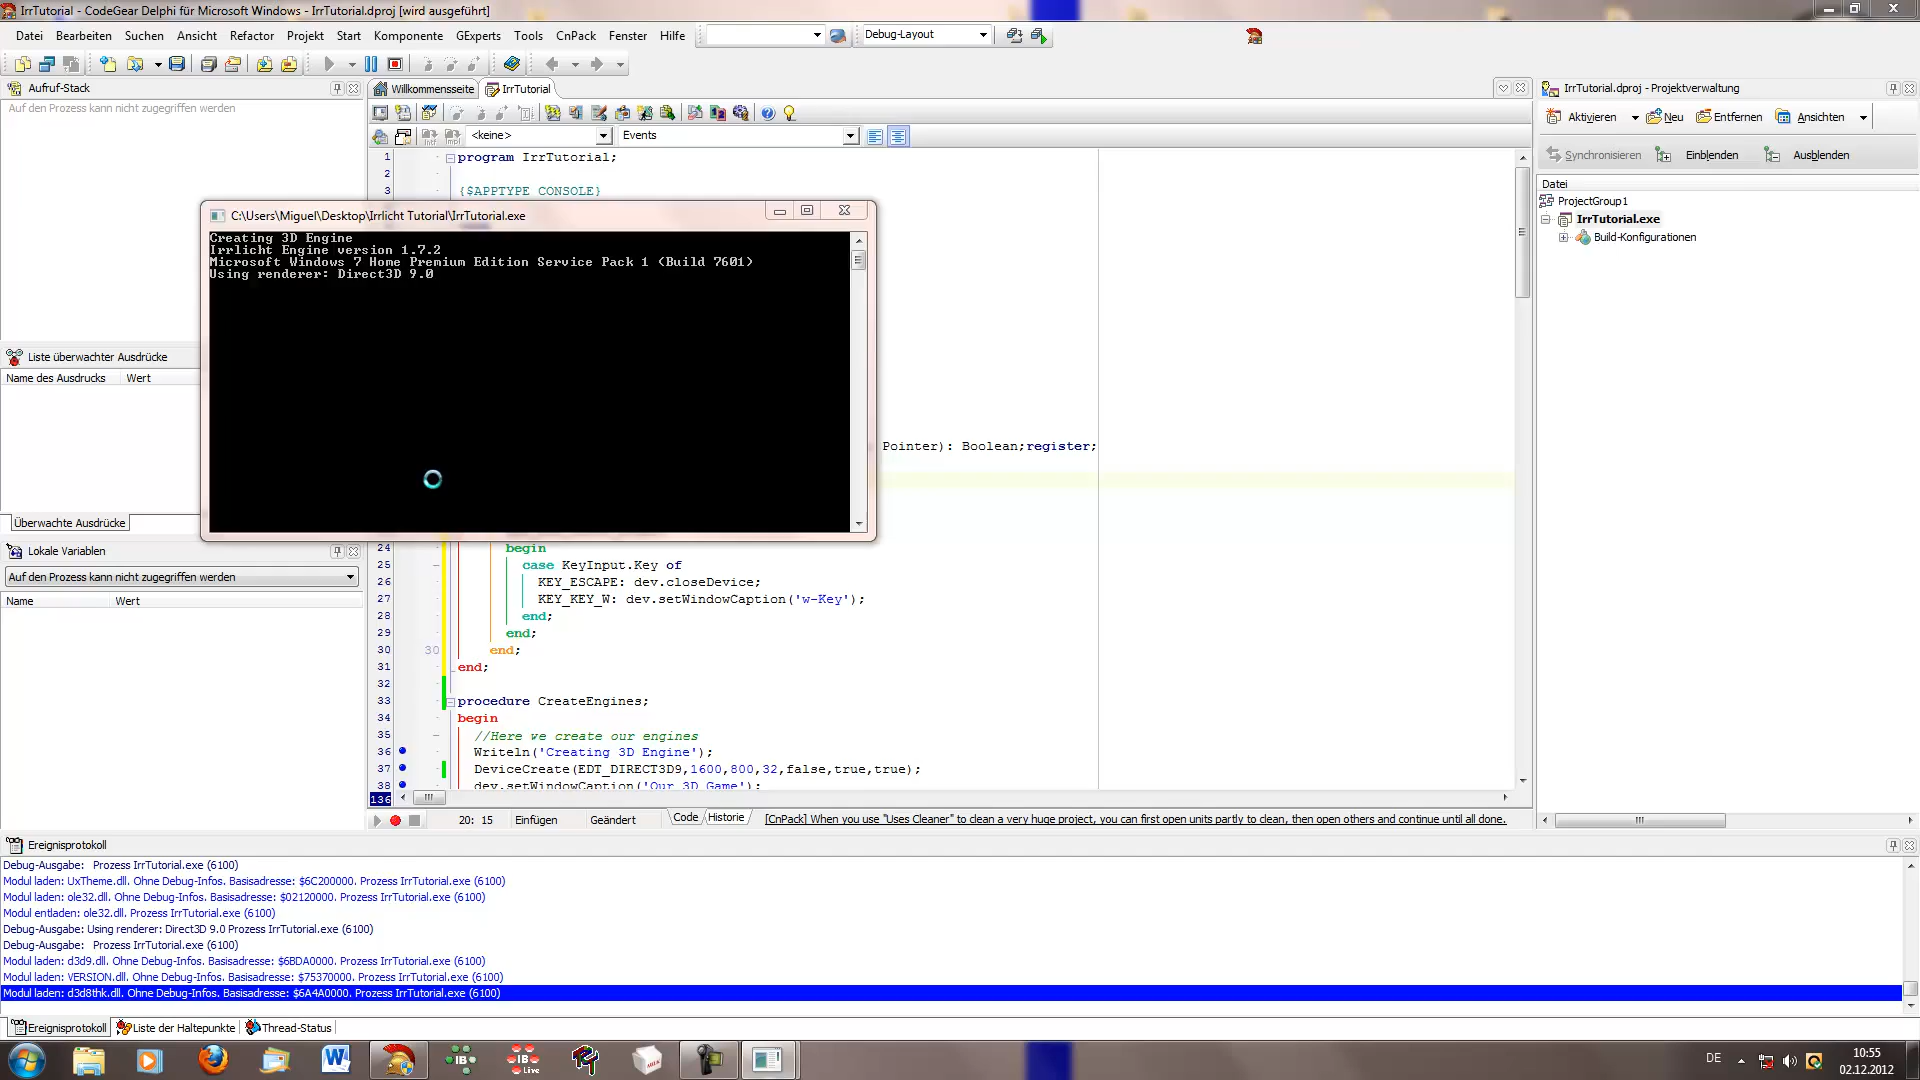 IrrTutorial - CodeGear Delphi für Microsoft Windows - IrrTutorial.dproj [wird ausgeführt]
Datei Bearbeiten Suchen Ansicht Refactor Projekt Start Komponente GExperts Tools CnPack Fenster Hilfe Debug-Layout
Aufruf-Stack
Auf den Prozess kann nicht zugegriffen werden
Willkommensseite IrrTutorial
<keine> Events
1 program IrrTutorial;
2
3 {$APPTYPE CONSOLE}
C:\Users\Miguel\Desktop\Irrlicht Tutorial\IrrTutorial.exe
Creating 3D Engine
Irrlicht Engine version 1.7.2
Microsoft Windows 7 Home Premium Edition Service Pack 1 (Build 7601)
Using renderer: Direct3D 9.0
Pointer): Boolean;register;
24 begin
25 case KeyInput.Key of
26 KEY_ESCAPE: dev.closeDevice;
27 KEY_KEY_W: dev.setWindowCaption('w-Key');
28 end;
29 end;
30 30 end;
31 end;
32
33 procedure CreateEngines;
34 begin
35 //Here we create our engines
36 Writeln('Creating 3D Engine');
37 DeviceCreate(EDT_DIRECT3D9,1600,800,32,false,true,true);
38 dev.setWindowCaption('Our 3D Game');
136
20: 15 Einfügen Geändert Code Historie [CnPack] When you use "Uses Cleaner" to clean a very huge project, you can first open units partly to clean, then open others and continue until all done.
Liste überwachter Ausdrücke
Name des Ausdrucks Wert
Überwachte Ausdrücke
Lokale Variablen
Auf den Prozess kann nicht zugegriffen werden
Name Wert
IrrTutorial.dproj - Projektverwaltung
Aktivieren Neu Entfernen Ansichten
Synchronisieren Einblenden Ausblenden
Datei
ProjectGroup1
IrrTutorial.exe
Build-Konfigurationen
Ereignisprotokoll
Debug-Ausgabe: Prozess IrrTutorial.exe (6100)
Modul laden: UxTheme.dll. Ohne Debug-Infos. Basisadresse: $6C200000. Prozess IrrTutorial.exe (6100)
Modul laden: ole32.dll. Ohne Debug-Infos. Basisadresse: $02120000. Prozess IrrTutorial.exe (6100)
Modul entladen: ole32.dll. Prozess IrrTutorial.exe (6100)
Debug-Ausgabe: Using renderer: Direct3D 9.0 Prozess IrrTutorial.exe (6100)
Debug-Ausgabe: Prozess IrrTutorial.exe (6100)
Modul laden: d3d9.dll. Ohne Debug-Infos. Basisadresse: $6BDA0000. Prozess IrrTutorial.exe (6100)
Modul laden: VERSION.dll. Ohne Debug-Infos. Basisadresse: $75370000. Prozess IrrTutorial.exe (6100)
Modul laden: d3d8thk.dll. Ohne Debug-Infos. Basisadresse: $6A4A0000. Prozess IrrTutorial.exe (6100)
Ereignisprotokoll Liste der Haltepunkte Thread-Status
IB IB Live
DE 10:55
02.12.2012